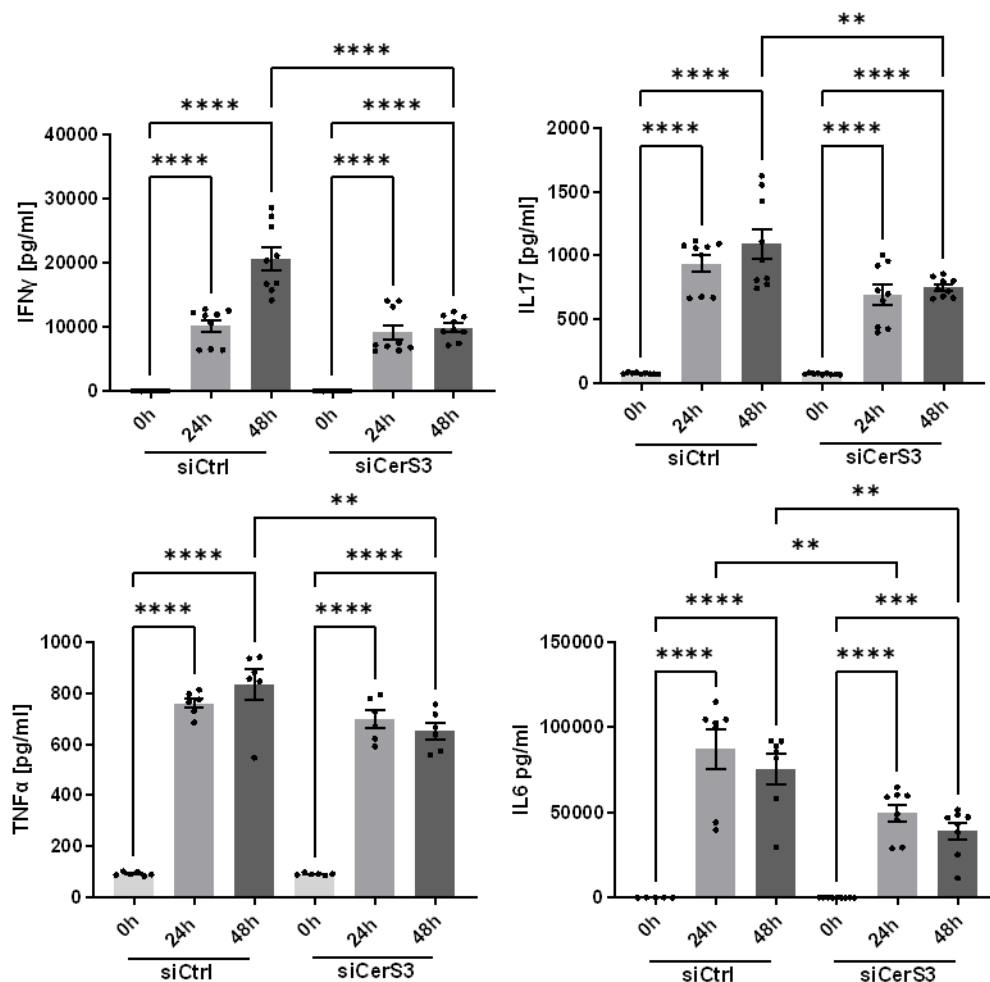 ****
****
****
****
****
40000
30000
20000
10000
0
IFNγ [pg/ml]
0h
24h
48h
0h
24h
48h
siCtrl
siCerS3
**
****
****
****
****
2000
1500
1000
500
0
IL17 [pg/ml]
0h
24h
48h
0h
24h
48h
siCtrl
siCerS3
**
****
****
****
****
1000
800
600
400
200
0
TNFα [pg/ml]
0h
24h
48h
0h
24h
48h
siCtrl
siCerS3
**
**
****
***
****
****
150000
100000
50000
0
IL6 pg/ml
0h
24h
48h
0h
24h
48h
siCtrl
siCerS3